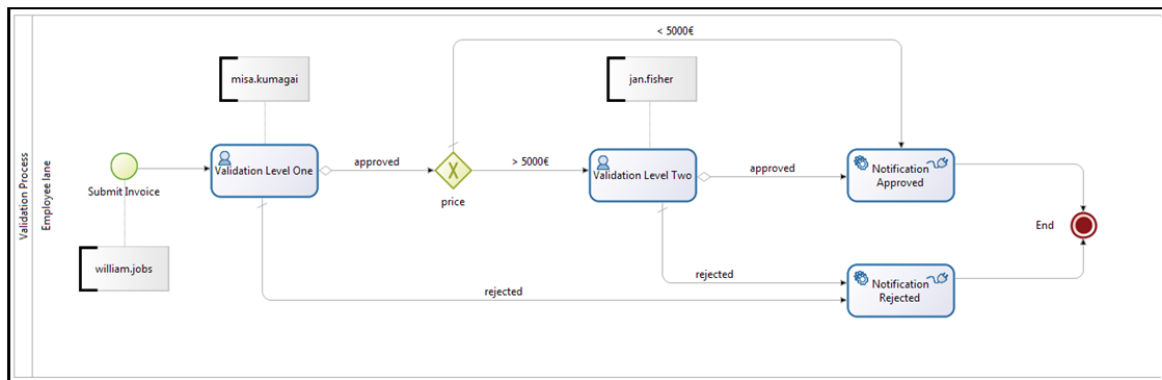 Validation Process
Employee lane
< 5000€
misa.kumagai
jan.fisher
Validation Level One
approved
> 5000€
Validation Level Two
approved
Notification
Approved
Submit Invoice
price
End
william.jobs
rejected
rejected
Notification
Rejected